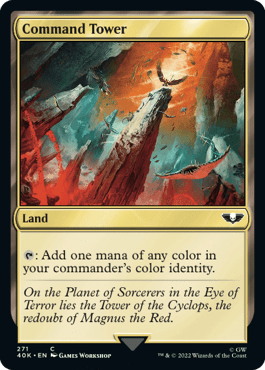 Command Tower
Land
: Add one mana of any color in
your commander's color identity.
On the Planet of Sorcerers in the Eye of
Terror lies the Tower of the Cyclops, the
redoubt of Magnus the Red.
271 C
40K • EN Games Workshop
© GW
™ & © 2022 Wizards of the Coast